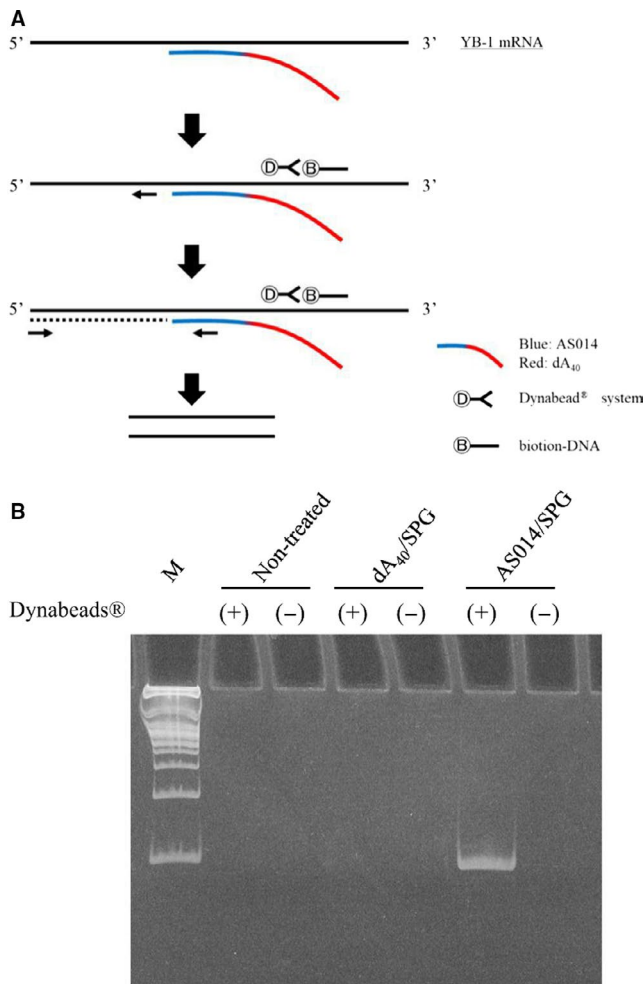 A
5’ 3’ YB-1 mRNA
D B
5’ 3’
D B
5’ 3’
Blue: AS014
Red: dA₄₀
D Dynabead® system
B biotion-DNA
B
M Non-treated dA₄₀/SPG AS014/SPG
Dynabeads® (+) (−) (+) (−) (+) (−)